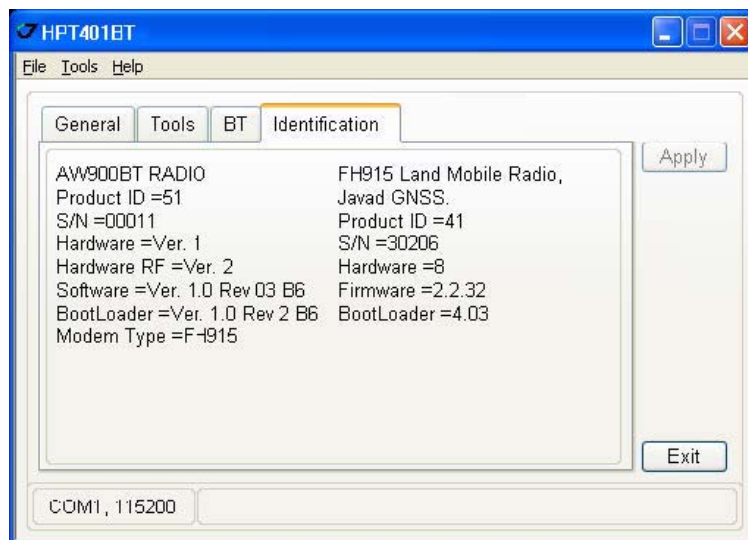 HPT401BT
File Tools Help
General Tools BT Identification
Apply
AW900BT RADIO
Product ID =51
S/N =00011
Hardware =Ver. 1
Hardware RF =Ver. 2
Software =Ver. 1.0 Rev 03 B6
BootLoader =Ver. 1.0 Rev 2 B6
Modem Type =FH915
FH915 Land Mobile Radio,
Javad GNSS.
Product ID =41
S/N =30206
Hardware =8
Firmware =2.2.32
BootLoader =4.03
Exit
COM1, 115200